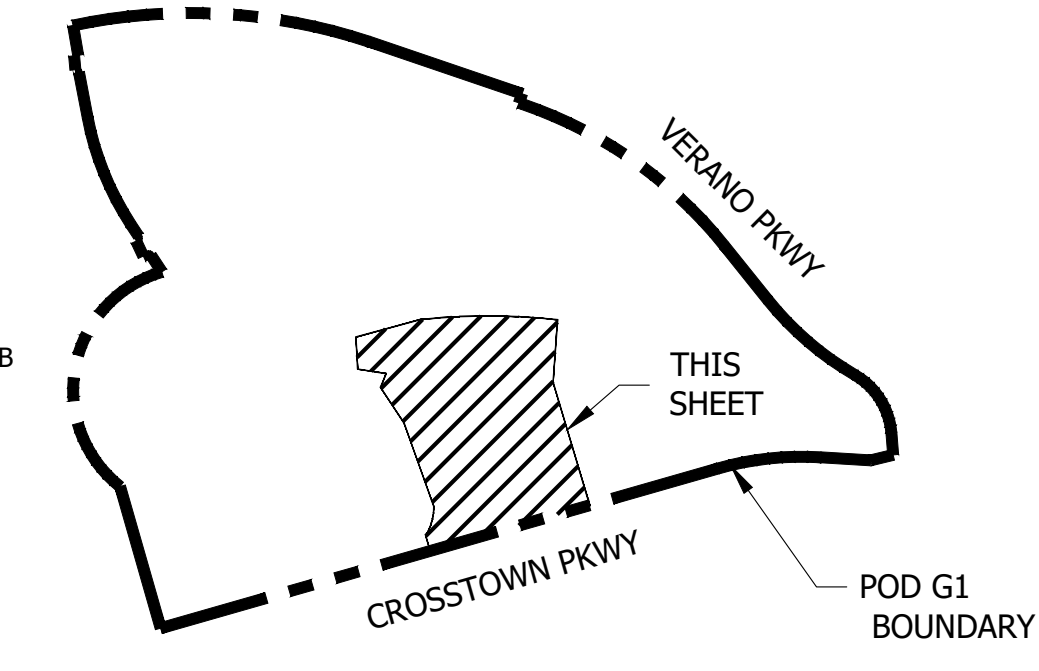 VERANO PKWY
B
THIS
SHEET
CROSSTOWN PKWY
POD G1
BOUNDARY